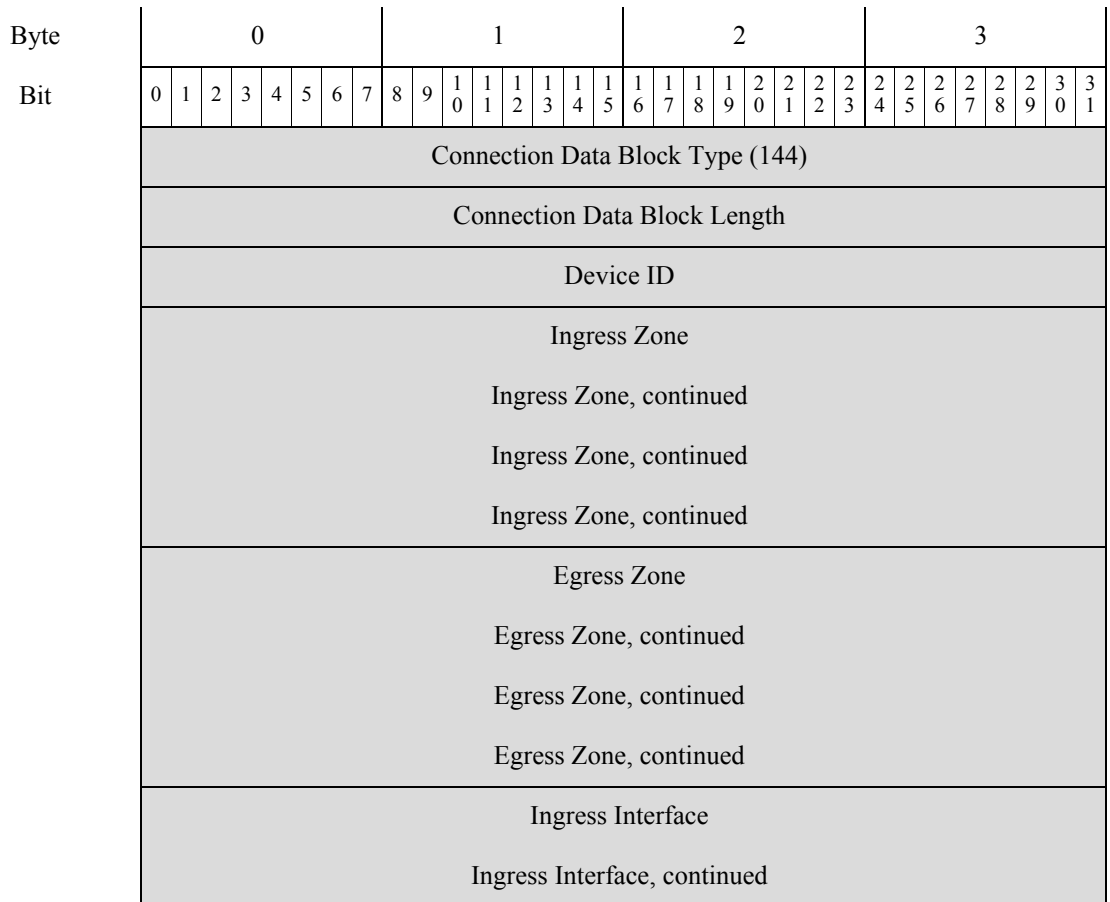 Byte 0 1 2 3
Bit 0 1 2 3 4 5 6 7 8 9 10 11 12 13 14 15 16 17 18 19 20 21 22 23 24 25 26 27 28 29 30 31
Connection Data Block Type (144)
Connection Data Block Length
Device ID
Ingress Zone
Ingress Zone, continued
Ingress Zone, continued
Ingress Zone, continued
Egress Zone
Egress Zone, continued
Egress Zone, continued
Egress Zone, continued
Ingress Interface
Ingress Interface, continued